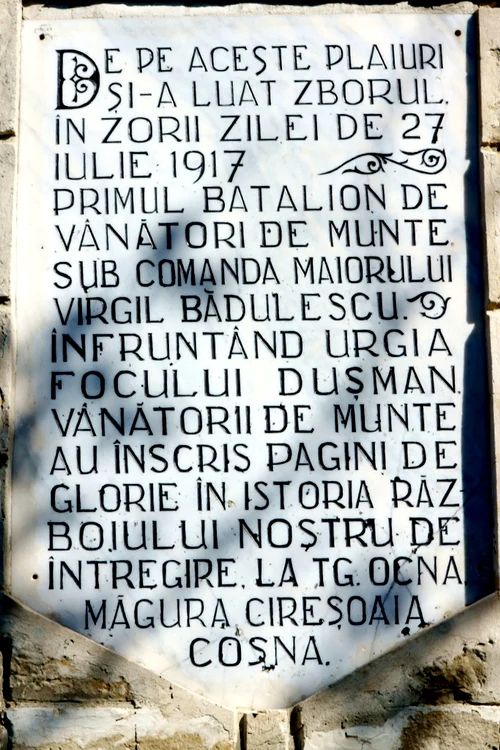 DE PE ACESTE PLAIURI
ȘI-A LUAT ZBORUL,
ÎN ZORII ZILEI DE 27
IULIE 1917
PRIMUL BATALION DE
VÂNĂTORI DE MUNTE
SUB COMANDA MAIORULUI
VIRGIL BĂDULESCU.
ÎNFRUNTÂND URGIA
FOCULUI DUȘMAN
VÂNĂTORII DE MUNTE
AU ÎNSCRIS PAGINI DE
GLORIE ÎN ISTORIA RĂZ-
BOIULUI NOȘTRU DE
ÎNTREGIRE, LA TG. OCNA,
MĂGURA CIREȘOAIA,
COȘNA.